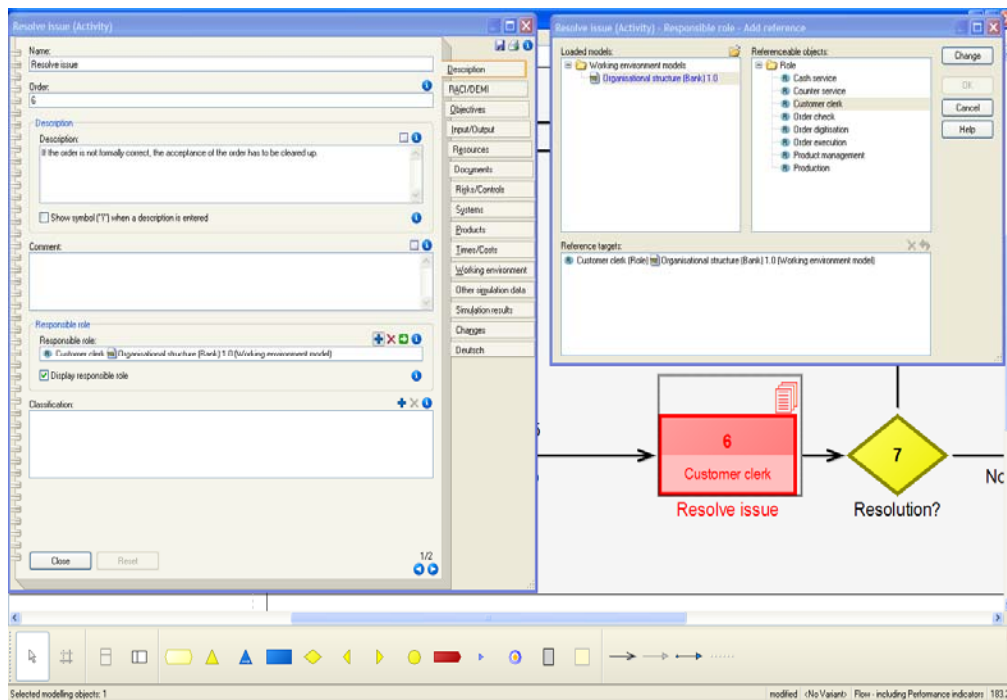 Resolve issue (Activity)
Name:
Resolve issue
Order:
6
Description
Description:
If the order is not formally correct, the acceptance of the order has to be cleared up.
Show symbol ("i") when a description is entered
Comment:
Responsible role
Responsible role:
Customer clerk Organisational structure (Bank) 1.0 (Working environment model)
Display responsible role
Classification:
Close
Reset
1/2
Description
RACI/DEMI
Objectives
Input/Output
Resources
Documents
Risks/Controls
Systems
Products
Times/Costs
Working environment
Other simulation data
Simulation results
Changes
Deutsch
Resolve issue (Activity) - Responsible role - Add reference
Loaded models:
Working environment models
Organisational structure (Bank) 1.0
Referenceable objects:
Role
Cash service
Counter service
Customer clerk
Order check
Order digitisation
Order execution
Product management
Production
Change
OK
Cancel
Help
Reference targets:
Customer clerk (Role) Organisational structure (Bank) 1.0 (Working environment model)
6
Customer clerk
Resolve issue
7
Resolution?
No
Selected modelling objects: 1
modified <No Variant> Flow - including Performance indicators 183